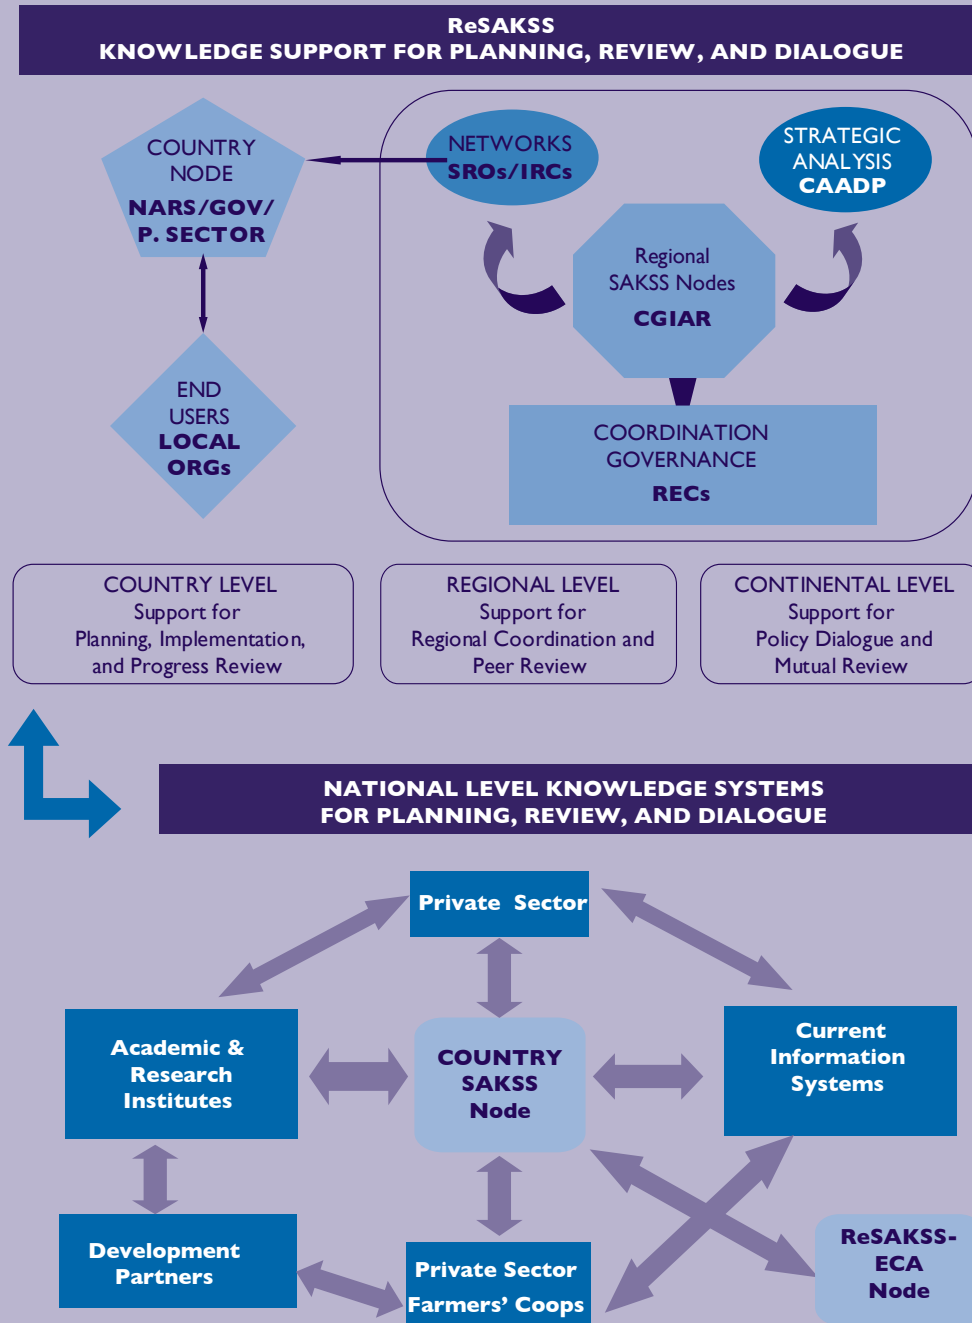 ReSAKSS
KNOWLEDGE SUPPORT FOR PLANNING, REVIEW, AND DIALOGUE
COUNTRY
NODE
NARS/GOV/
P. SECTOR
NETWORKS
SROs/IRCs
STRATEGIC
ANALYSIS
CAADP
Regional
SAKSS Nodes
CGIAR
END
USERS
LOCAL
ORGs
COORDINATION
GOVERNANCE
RECs
COUNTRY LEVEL
Support for
Planning, Implementation,
and Progress Review
REGIONAL LEVEL
Support for
Regional Coordination and
Peer Review
CONTINENTAL LEVEL
Support for
Policy Dialogue and
Mutual Review
NATIONAL LEVEL KNOWLEDGE SYSTEMS
FOR PLANNING, REVIEW, AND DIALOGUE
Private Sector
Academic &
Research
Institutes
COUNTRY
SAKSS
Node
Current
Information
Systems
Development
Partners
Private Sector
Farmers' Coops
ReSAKSS-
ECA
Node